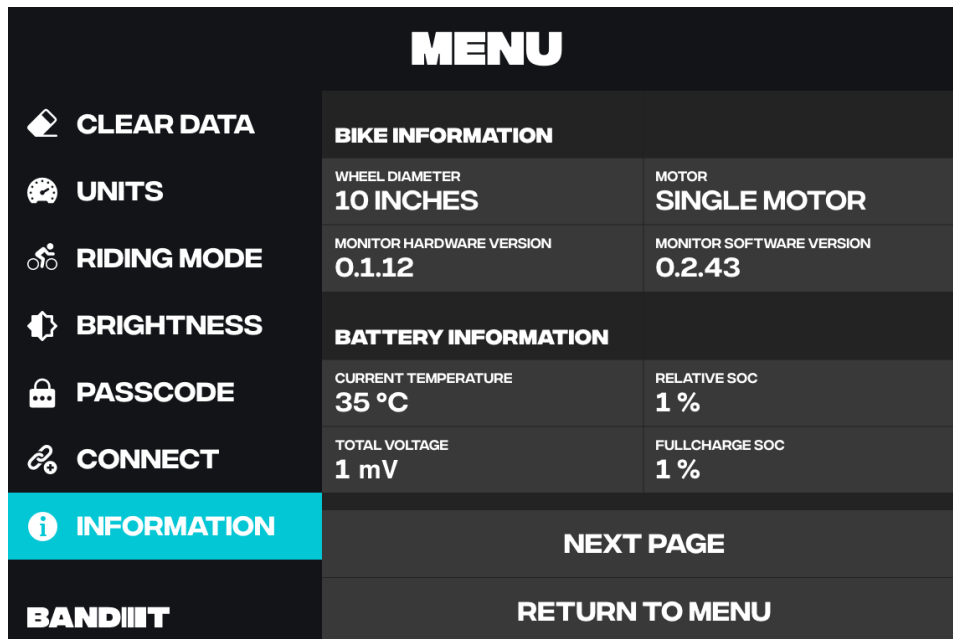 MENU
CLEAR DATA
UNITS
RIDING MODE
BRIGHTNESS
PASSCODE
CONNECT
INFORMATION
BANDIIIT
BIKE INFORMATION
WHEEL DIAMETER
10 INCHES
MOTOR
SINGLE MOTOR
MONITOR HARDWARE VERSION
0.1.12
MONITOR SOFTWARE VERSION
0.2.43
BATTERY INFORMATION
CURRENT TEMPERATURE
35 °C
RELATIVE SOC
1 %
TOTAL VOLTAGE
1 mV
FULLCHARGE SOC
1 %
NEXT PAGE
RETURN TO MENU